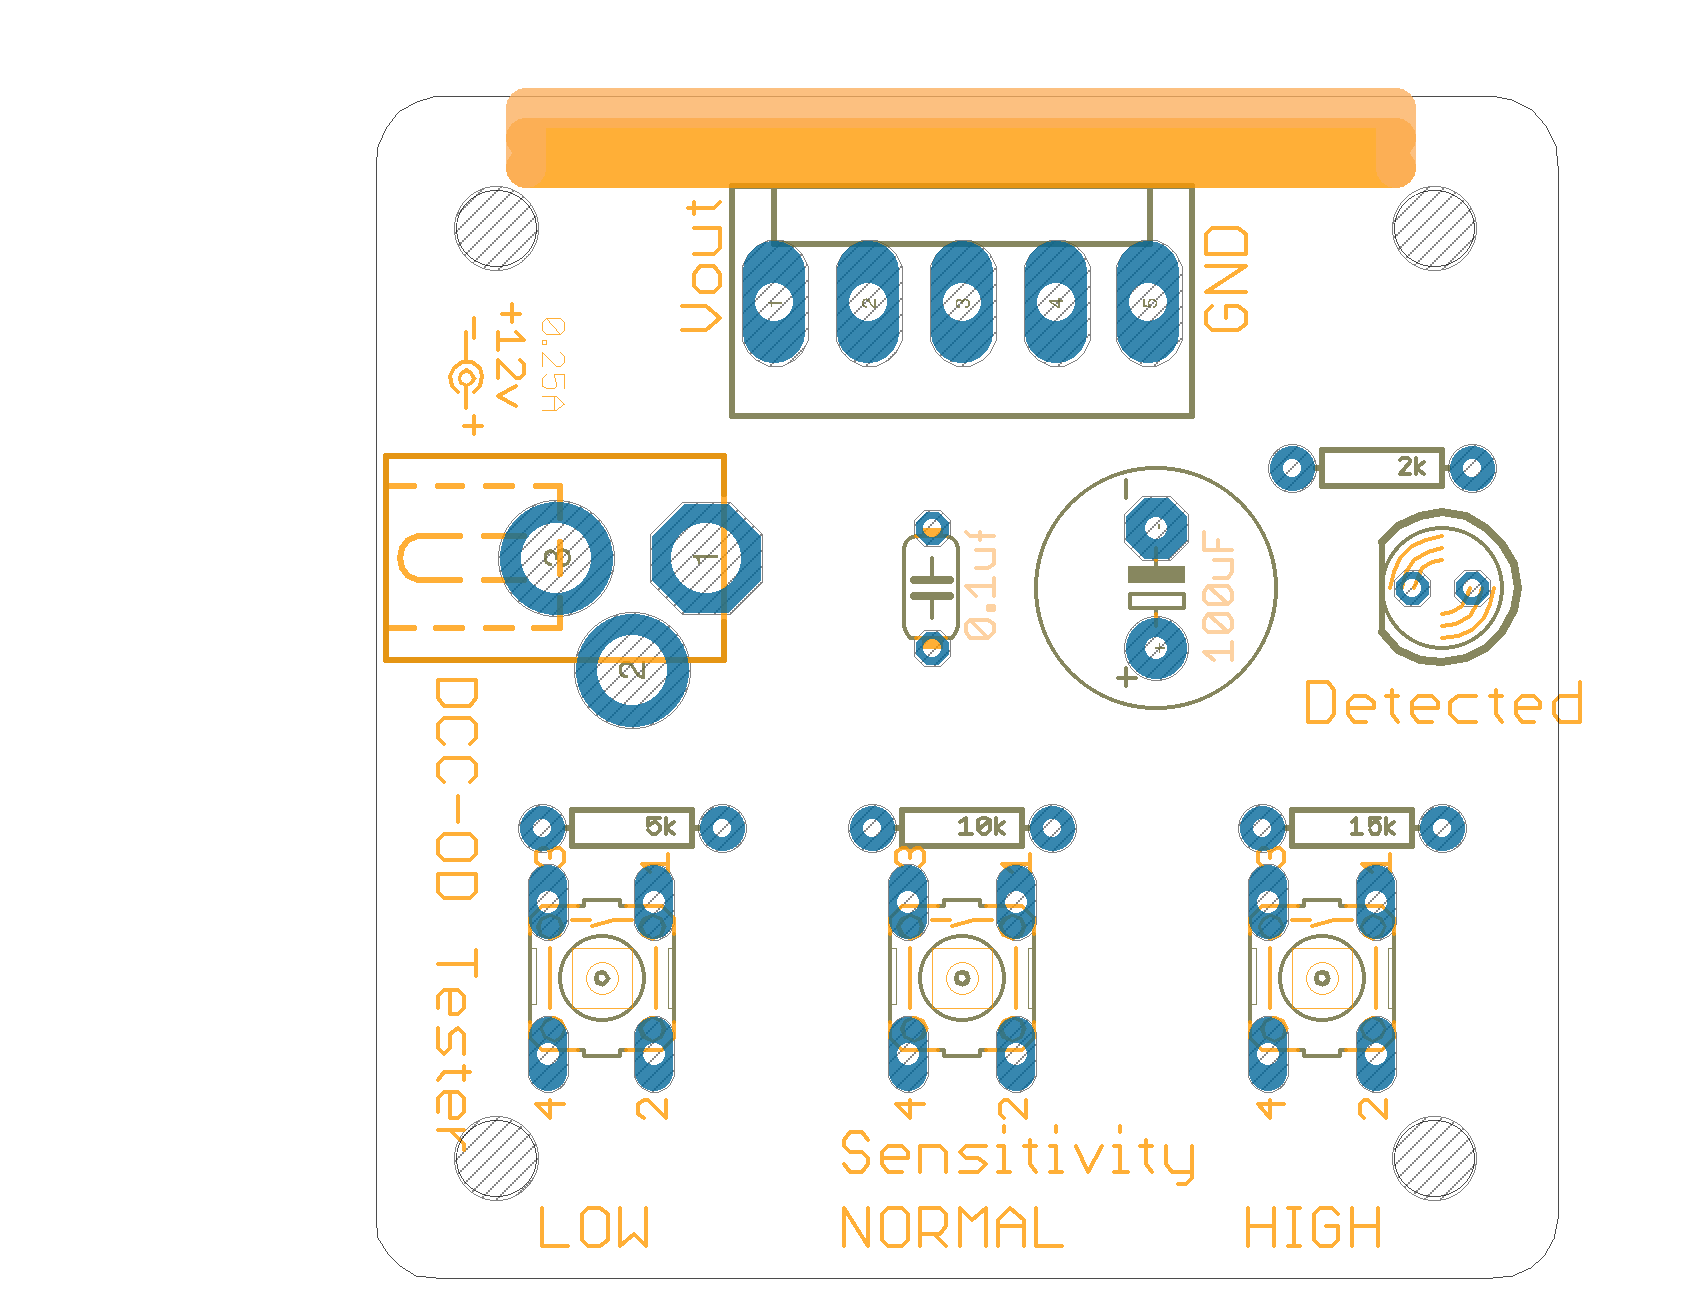 Vout
1 2 3 4 5
GND
- +
+12v
0.25A
2k
3 1
2
0.1uf
-
100uF
+
Detected
DCC-OD Tester
5k
10k
15k
3 1
3 1
3 1
4 2
4 2
4 2
Sensitivity
LOW
NORMAL
HIGH